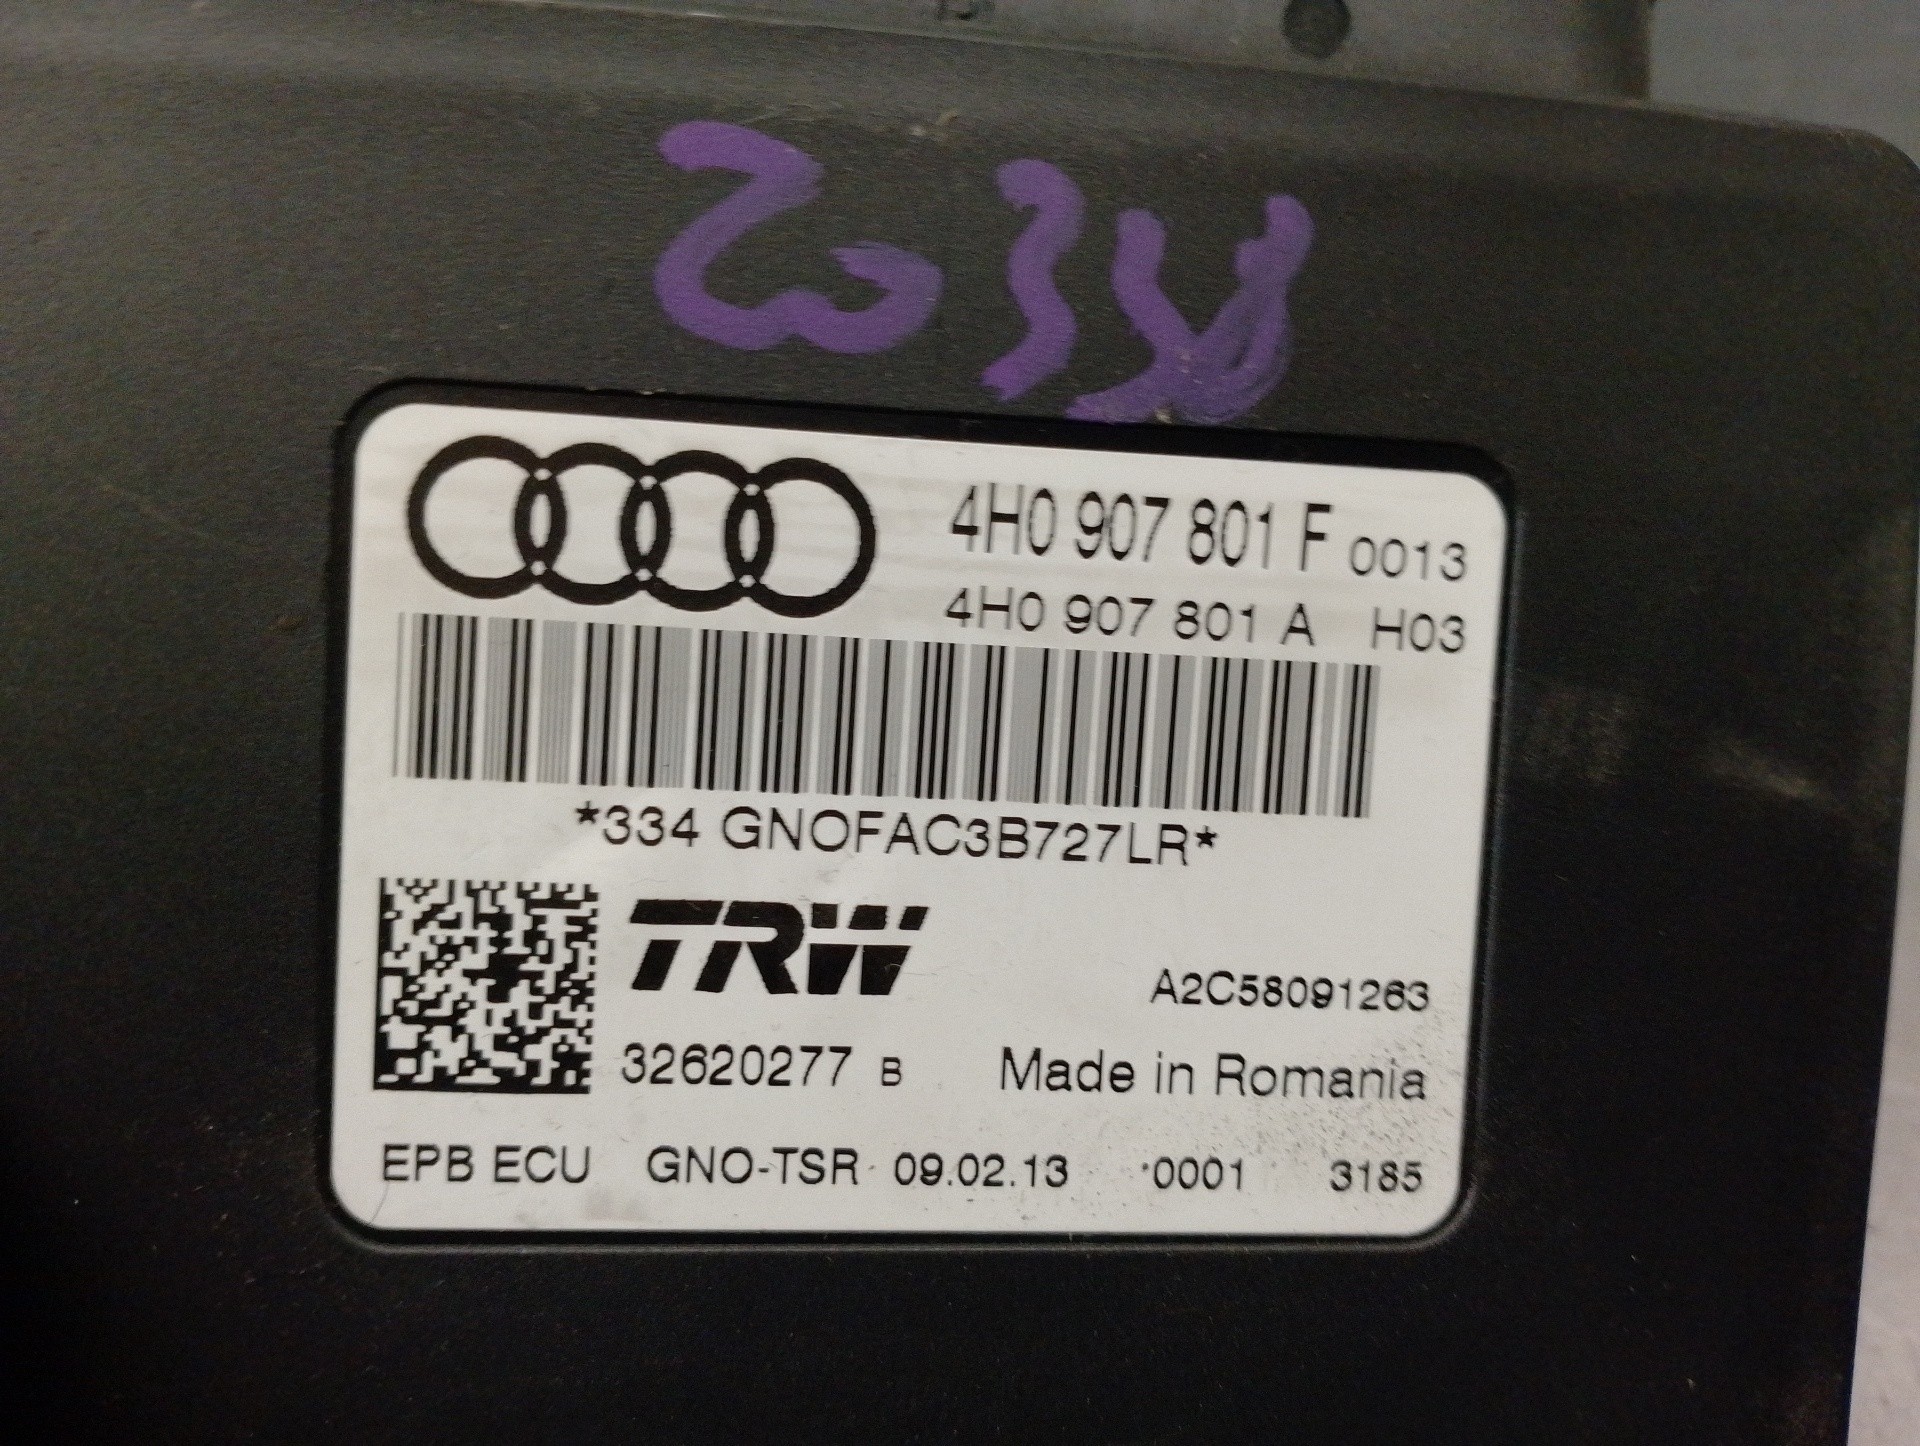 4H0 907 801 F 0013
4H0 907 801 A H03
*334 GNOFAC3B727LR*
TRW
A2C58091263
32620277 B Made in Romania
EPB ECU GNO-TSR 09.02.13 0001 3185